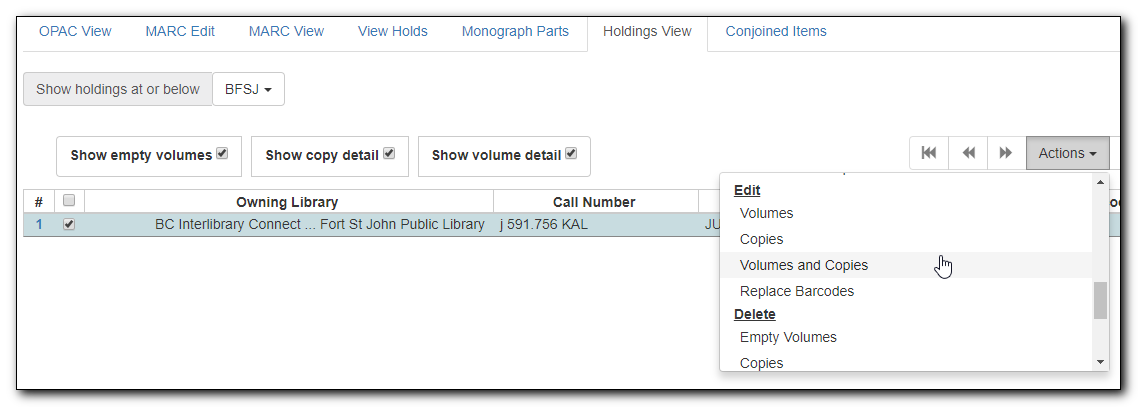 OPAC View MARC Edit MARC View View Holds Monograph Parts Holdings View Conjoined Items
Show holdings at or below BFSJ
Show empty volumes Show copy detail Show volume detail Actions
# Owning Library Call Number
1 BC Interlibrary Connect ... Fort St John Public Library j 591.756 KAL JU
Edit
Volumes
Copies
Volumes and Copies
Replace Barcodes
Delete
Empty Volumes
Copies